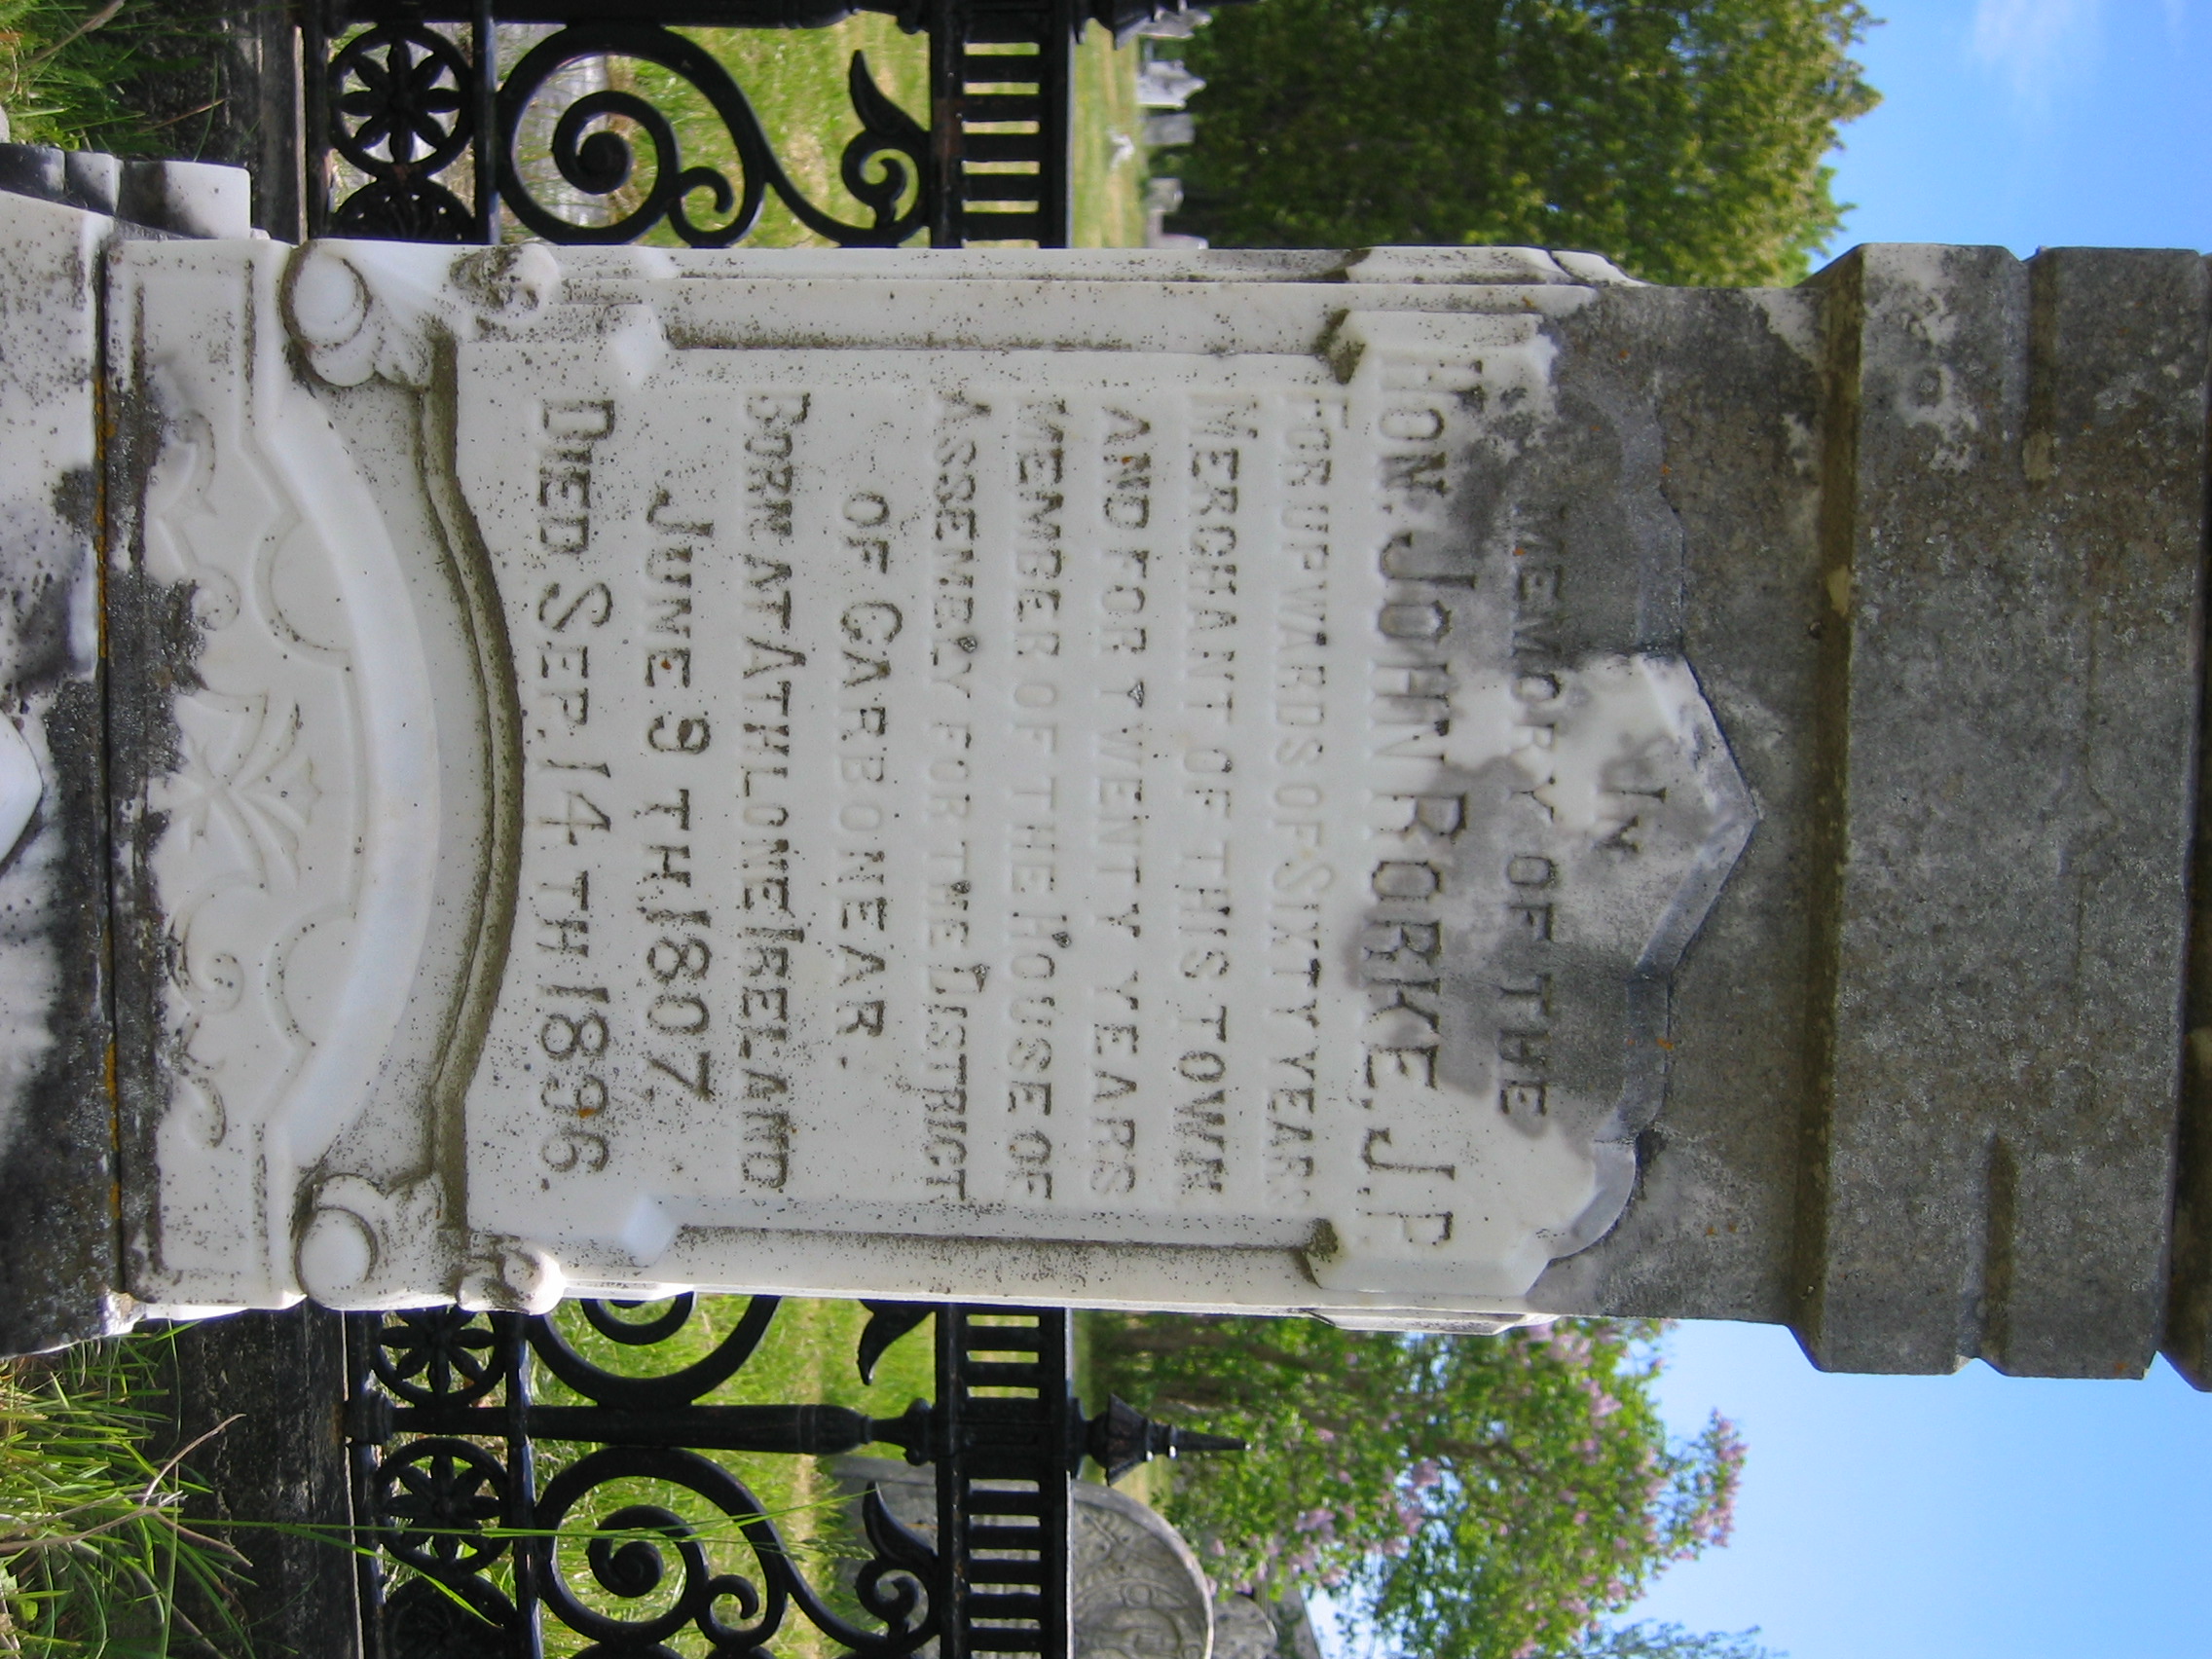 IN
MEMORY OF THE
HON. JOHN RORKE, J.P.
FOR UPWARDS OF SIXTY YEARS
MERCHANT OF THIS TOWN
AND FOR TWENTY YEARS
MEMBER OF THE HOUSE OF
ASSEMBLY FOR THE DISTRICT
OF CARBONEAR.
BORN AT ATHLONE IRELAND
JUNE 9TH 1807.
DIED SEP. 14TH 1896.